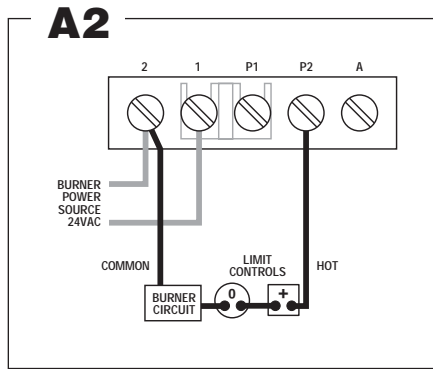 A2
2 1 P1 P2 A
BURNER
POWER
SOURCE
24VAC
COMMON
LIMIT
CONTROLS
HOT
BURNER
CIRCUIT
0
+